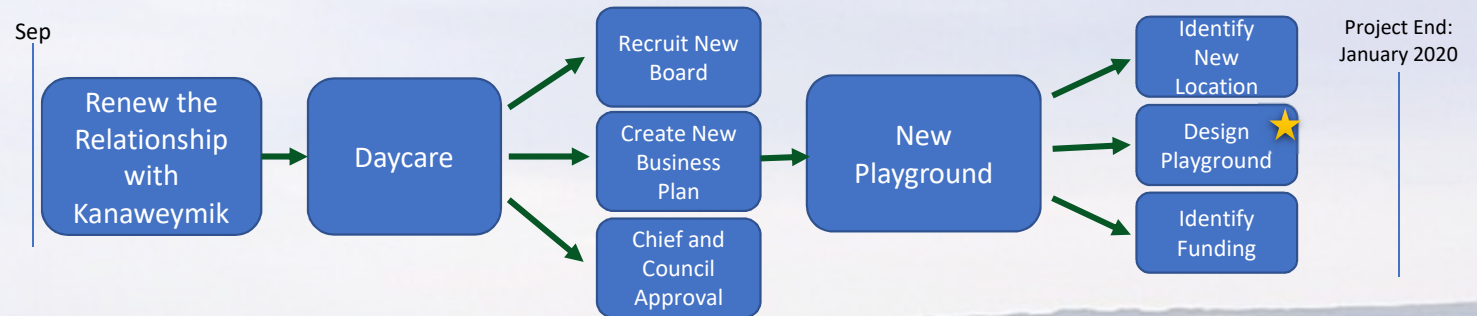 Sep
Renew the
Relationship
with
Kanaweymik
Daycare
Recruit New
Board
Create New
Business
Plan
Chief and
Council
Approval
New
Playground
Identify
New
Location
Design
Playground
Identify
Funding
Project End:
January 2020